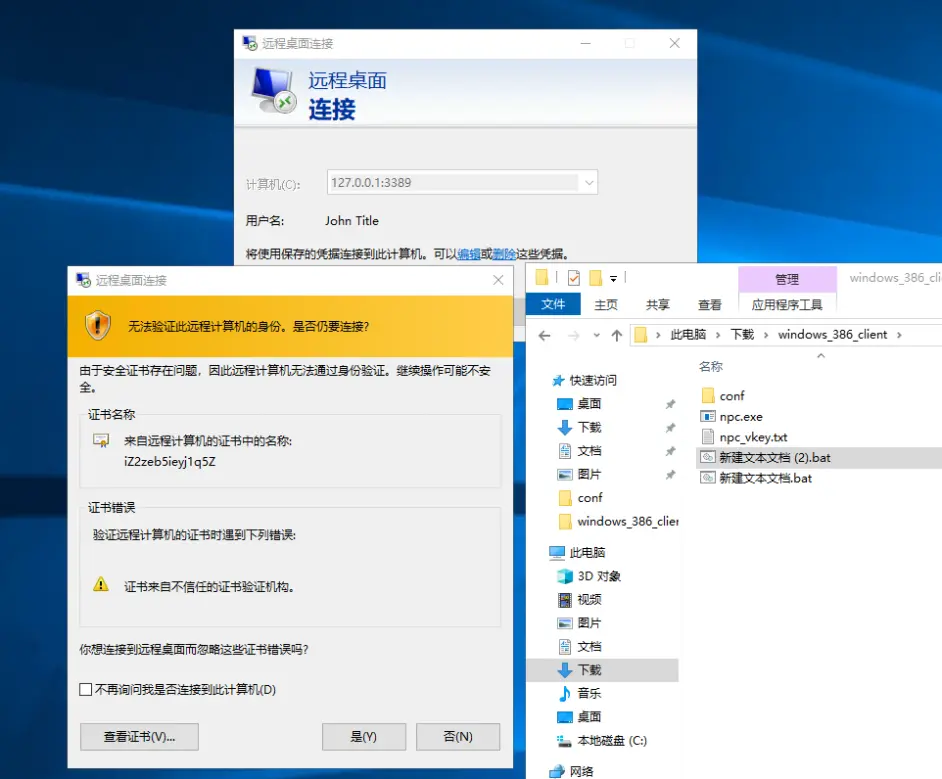 远程桌面连接
远程桌面
连接
计算机(C):
127.0.0.1:3389
用户名:
John Title
将使用保存的凭据连接到此计算机。可以编辑或删除这些凭据。
远程桌面连接
无法验证此远程计算机的身份。是否仍要连接?
由于安全证书存在问题，因此远程计算机无法通过身份验证。继续操作可能不安
全。
证书名称
来自远程计算机的证书中的名称:
iZ2zeb5ieyj1q5Z
证书错误
验证远程计算机的证书时遇到下列错误:
证书来自不信任的证书验证机构。
你想连接到远程桌面而忽略这些证书错误吗?
不再询问我是否连接到此计算机(D)
查看证书(V)...
是(Y)
否(N)
管理
windows_386_cli
文件
主页
共享
查看
应用程序工具
此电脑
下载
windows_386_client
名称
快速访问
桌面
下载
文档
图片
conf
windows_386_clier
此电脑
3D 对象
视频
图片
文档
下载
音乐
桌面
本地磁盘 (C:)
网络
conf
npc.exe
npc_vkey.txt
新建文本文档 (2).bat
新建文本文档.bat